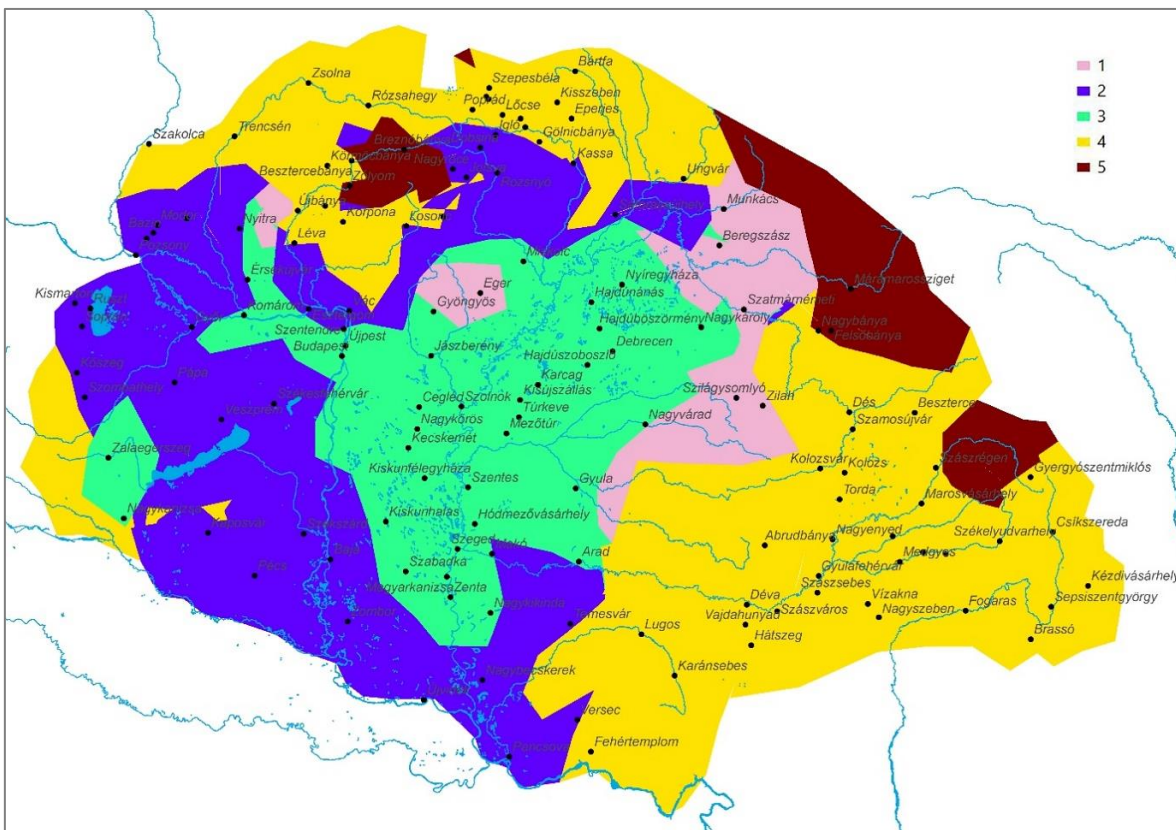 1
2
3
4
5
Bártfa
Zsolna
Szepesbéla
Kisszeben
Rózsahegy
Poprád
Lőcse
Eperjes
Igló
Gölnicbánya
Trencsén
Szakolca
Körmöcbánya
Besztercebánya
Zólyom
Kassa
Rozsnyó
Ungvár
Munkács
Újbánya
Korpona
Losonc
Nyitra
Léva
Pozsony
Beregszász
Érsekújvár
Miskolc
Nyíregyháza
Máramarossziget
Eger
Gyöngyös
Hajdúnánás
Szatmárnémeti
Komárom
Vác
Hajdúböszörmény
Nagykároly
Nagybánya
Felsőbánya
Szentendre
Újpest
Budapest
Jászberény
Debrecen
Hajdúszoboszló
Kőszeg
Szombathely
Pápa
Székesfehérvár
Veszprém
Karcag
Kisújszállás
Cegléd
Szolnok
Túrkeve
Mezőtúr
Szilágysomlyó
Zilah
Dés
Beszterce
Szamosújvár
Nagyvárad
Nagykőrös
Kecskemét
Zalaegerszeg
Kiskunfélegyháza
Szentes
Gyula
Kolozsvár
Kolozs
Szászrégen
Gyergyószentmiklós
Torda
Marosvásárhely
Nagykanizsa
Kaposvár
Szekszárd
Kiskunhalas
Hódmezővásárhely
Abrudbánya
Nagyenyed
Székelyudvarhely
Csíkszereda
Baja
Szeged
Makó
Arad
Medgyes
Pécs
Szabadka
Magyarkanizsa
Zenta
Gyulafehérvár
Szászsebes
Kézdivásárhely
Sepsiszentgyörgy
Zombor
Nagykikinda
Temesvár
Déva
Szászváros
Vízakna
Nagyszeben
Fogaras
Vajdahunyad
Hátszeg
Lugos
Brassó
Karánsebes
Nagybecskerek
Újvidék
Versec
Pancsova
Fehértemplom